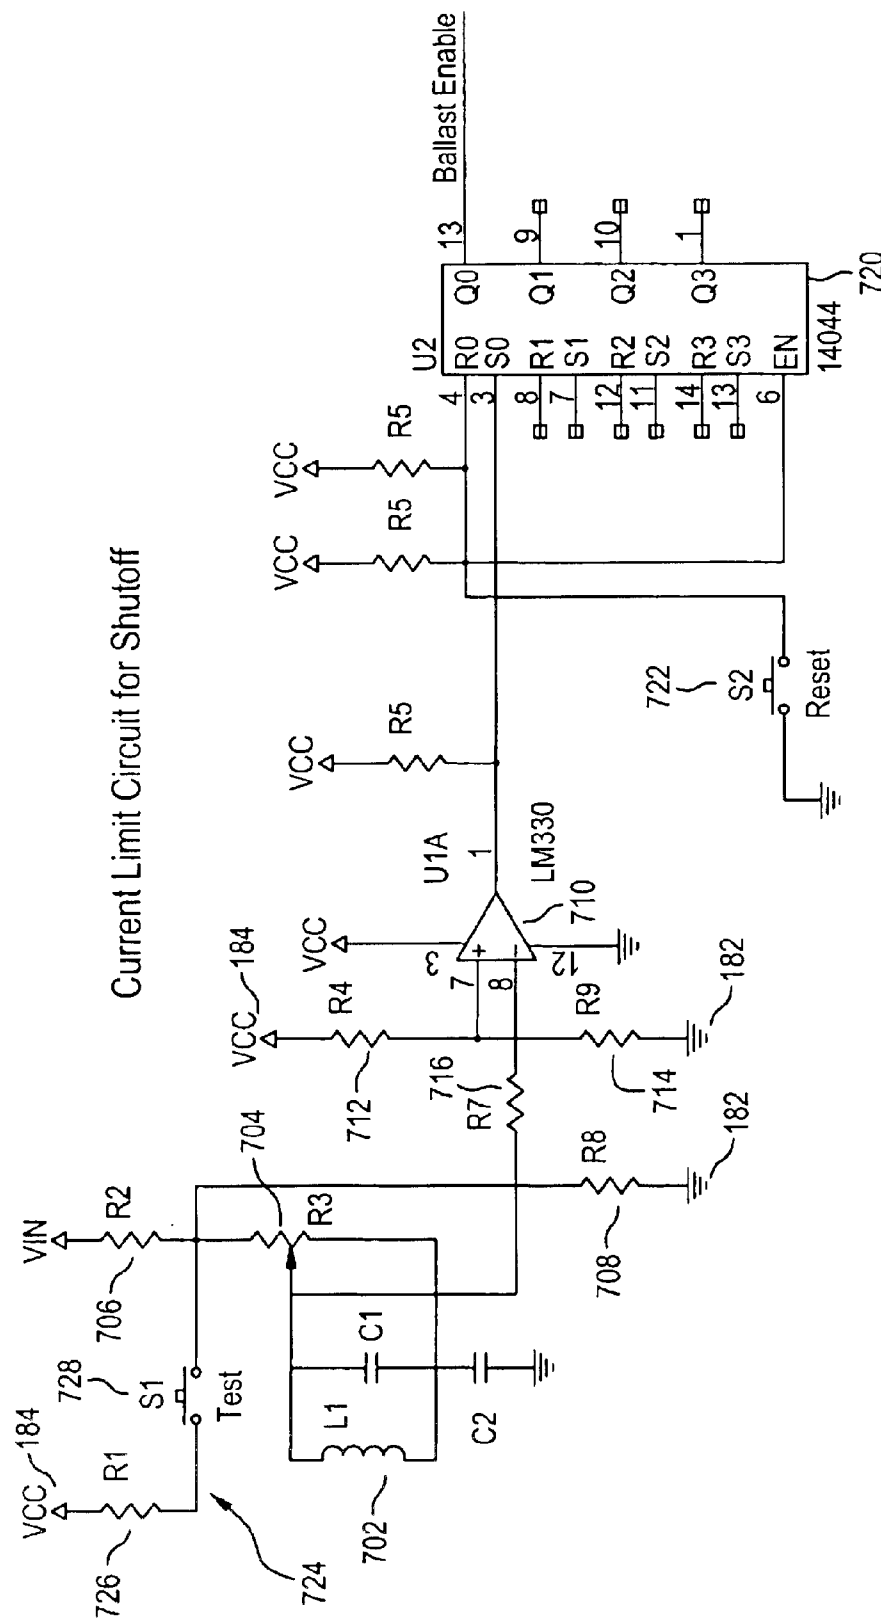 Current Limit Circuit for Shutoff
VCC
184
R1
726
724
728
S1
Test
VIN
R2
706
704
R3
L1
702
C1
C2
R8
708
182
VCC
184
R4
712
716
R7
R9
714
182
VCC
3
7
8
+
−
12
U1A
1
LM330
710
VCC
R5
VCC
R5
VCC
R5
722
S2
Reset
U2
4
R0
3
S0
8
R1
7
S1
12
R2
11
S2
14
R3
13
S3
6
EN
Q0
13
Ballast Enable
Q1
9
Q2
10
Q3
1
14044
720